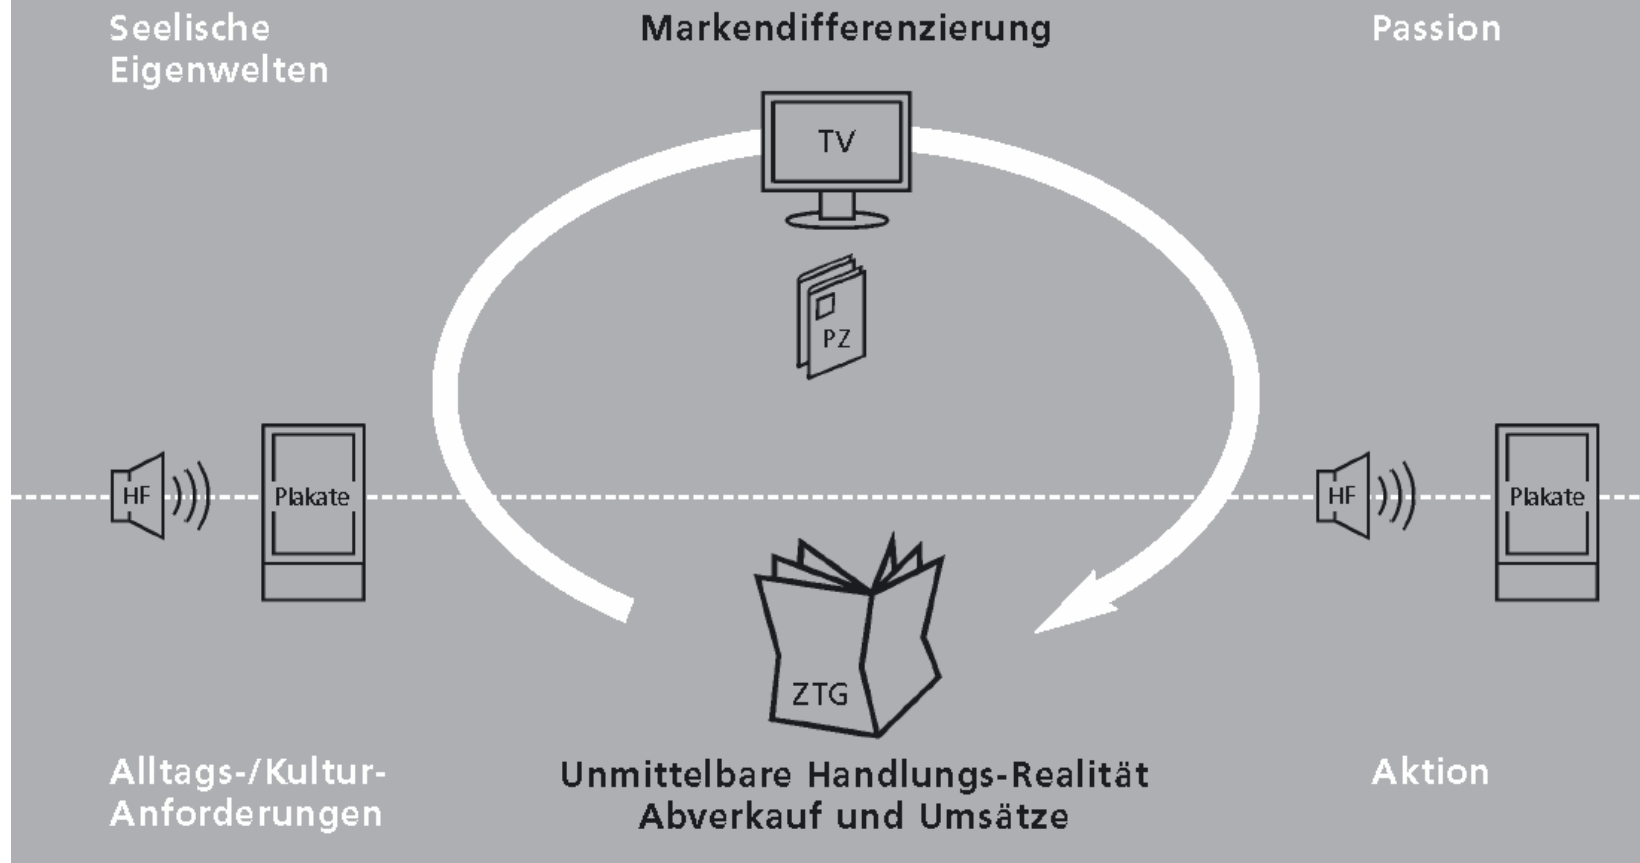 Seelische
Eigenwelten
Markendifferenzierung
Passion
TV
PZ
HF
Plakate
HF
Plakate
ZTG
Alltags-/Kultur-
Anforderungen
Unmittelbare Handlungs-Realität
Abverkauf und Umsätze
Aktion